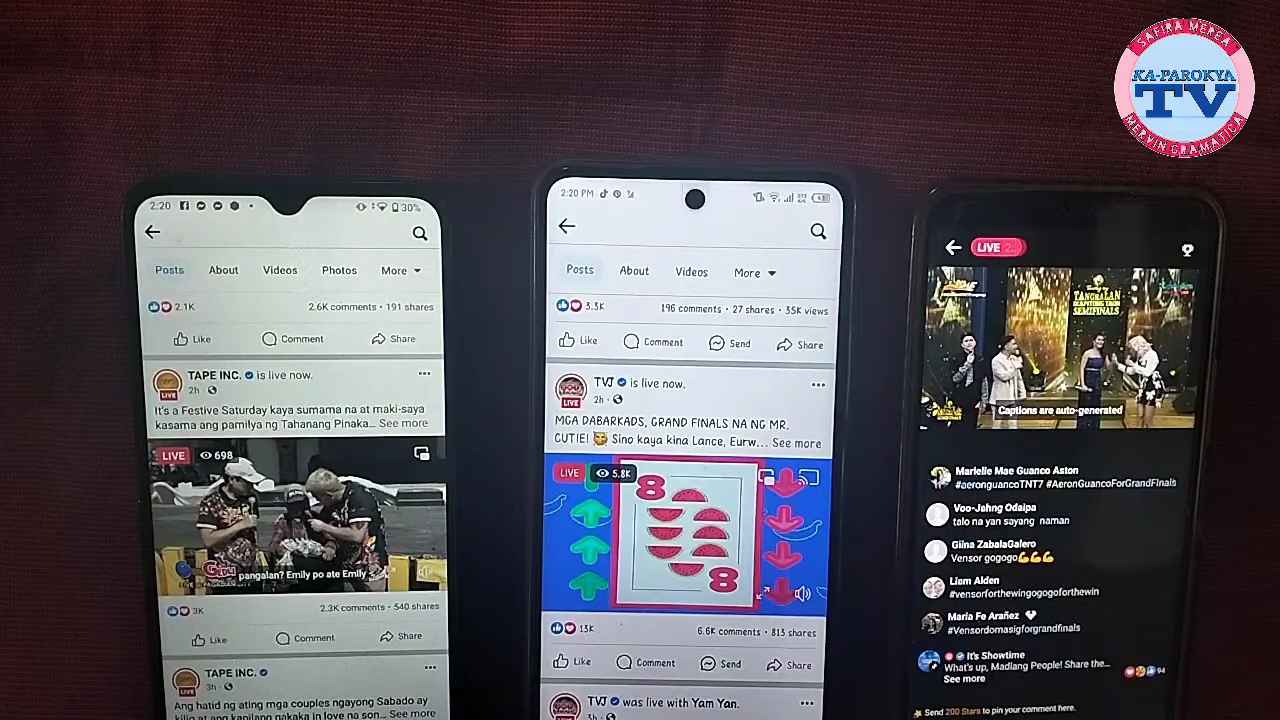 SAFIRA MEREA
KA-PAROKYA
TV
MERVIN GRAMATICA
2:20
30%
Posts About Videos Photos More
2.1K 2.6K comments • 191 shares
Like Comment Share
TAPE INC. is live now.
LIVE
2h •
It's a Festive Saturday kaya sumama na at maki-saya
kasama ang pamilya ng Tahanang Pinaka... See more
LIVE 698
pangalan? Emily po ate Emily
3K 2.3K comments • 540 shares
Like Comment Share
TAPE INC.
3h •
Ang hatid ng ating mga couples ngayong Sabado ay
kilig at ang kanilang nakaka in love na son... See more
2:20 PM
Posts About Videos More
3.3K 196 comments • 27 shares • 35K views
Like Comment Send Share
TVJ is live now.
LIVE
2h •
MGA DABARKADS, GRAND FINALS NA NG MR.
CUTIE! Sino kaya kina Lance, Eurw... See more
LIVE 5.8K
8
8
13K 6.6K comments • 813 shares
Like Comment Send Share
TVJ was live with Yam Yan.
3h •
LIVE
TANGHALAN
SEMIFINALS
Captions are auto-generated
Marielle Mae Guanco Aston
#aeronguancoTNT7 #AeronGuancoForGrandFInals
Voo-Jahng Odaipa
talo na yan sayang naman
Giina ZabalaGalero
Vensor gogogo
Liam Alden
#vensorforthewingogogoforthewin
Maria Fe Arañez
#Vensordomasigforgrandfinals
It's Showtime
What's up, Madlang People! Share the...
See more
94
Send 200 Stars to pin your comment here.